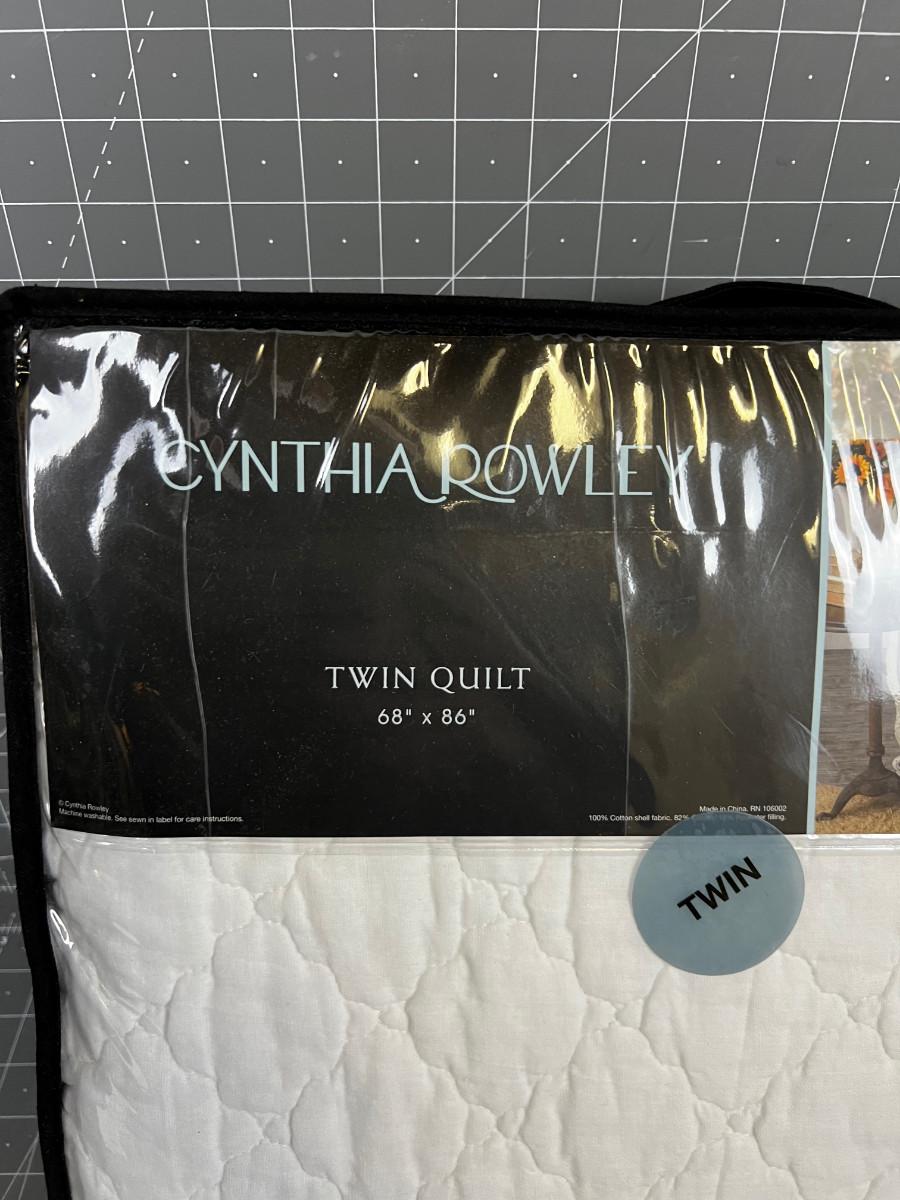 CYNTHIA ROWLEY
TWIN QUILT
68" x 86"
© Cynthia Rowley
Machine washable. See sewn in label for care instructions.
Made in China. RN 106002
100% Cotton shell fabric. 82% filling.
TWIN